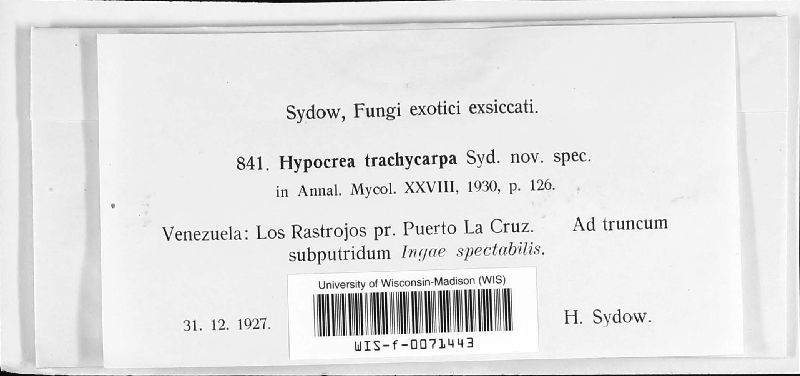 Sydow, Fungi exotici exsiccati.
841. Hypocrea trachycarpa Syd. nov. spec.
in Annal. Mycol. XXVIII, 1930, p. 126.
Venezuela: Los Rastrojos pr. Puerto La Cruz. Ad truncum
subputridum Ingae spectabilis.
University of Wisconsin-Madison (WIS)
31. 12. 1927. H. Sydow.
WIS-f-0071443